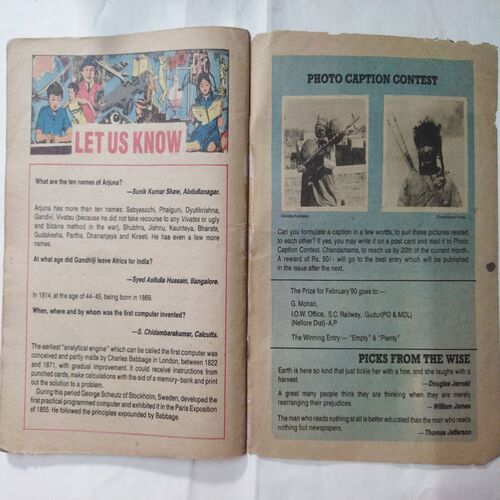 LET US KNOW
What are the ten names of Arjuna?
—Sunik Kumar Shaw, Abdullanagar.
Arjuna has more than ten names: Sabyasachi, Phalguni, Dyutikrishna,
Gandivi, Vivatsu (because he did not take recourse to any Vivatsa or ugly
and bizarre method in the war), Shubhra, Jishnu, Kaunteya, Bharata,
Gudakesha, Partha, Dhananjaya and Kireeti. He has even a few more
names.
At what age did Gandhiji leave Africa for India?
—Syed Asilulla Hussain, Bangalore.
In 1914, at the age of 44-45, being born in 1869.
When, where and by whom was the first computer invented?
—S. Chidambarakumar, Calcutta.
The earliest "analytical engine" which can be called the first computer was
conceived and partly made by Charles Babbage in London, between 1822
and 1871, with gradual improvement. It could receive instructions from
punched cards, make calculations with the aid of a memory-bank and print
out the solution to a problem.
During this period George Scheutz of Stockholm, Sweden, developed the
first practical programmed computer and exhibited it in the Paris Exposition
of 1855. He followed the principles expounded by Babbage.
PHOTO CAPTION CONTEST
Devidas Kasbekar
Can you formulate a caption in a few words, to suit these pictures related
to each other? If yes, you may write it on a post card and mail it to Photo
Caption Contest, Chandamama, to reach us by 20th of the current month.
A reward of Rs. 50/- will go to the best entry which will be published
in the issue after the next.
The Prize for February'90 goes to:—
G. Mohan,
I.O.W. Office, S.C. Railway, Gudur(PO & MDL)
(Nellore Dist)-A.P
The Winning Entry:— "Empty" & "Plenty"
PICKS FROM THE WISE
Earth is here so kind that just tickle her with a hoe, and she laughs with a
harvest.
— Douglas Jerrold
A great many people think they are thinking when they are merely
rearranging their prejudices.
— William James
The man who reads nothing at all is better educated than the man who reads
nothing but newspapers.
— Thomas Jefferson